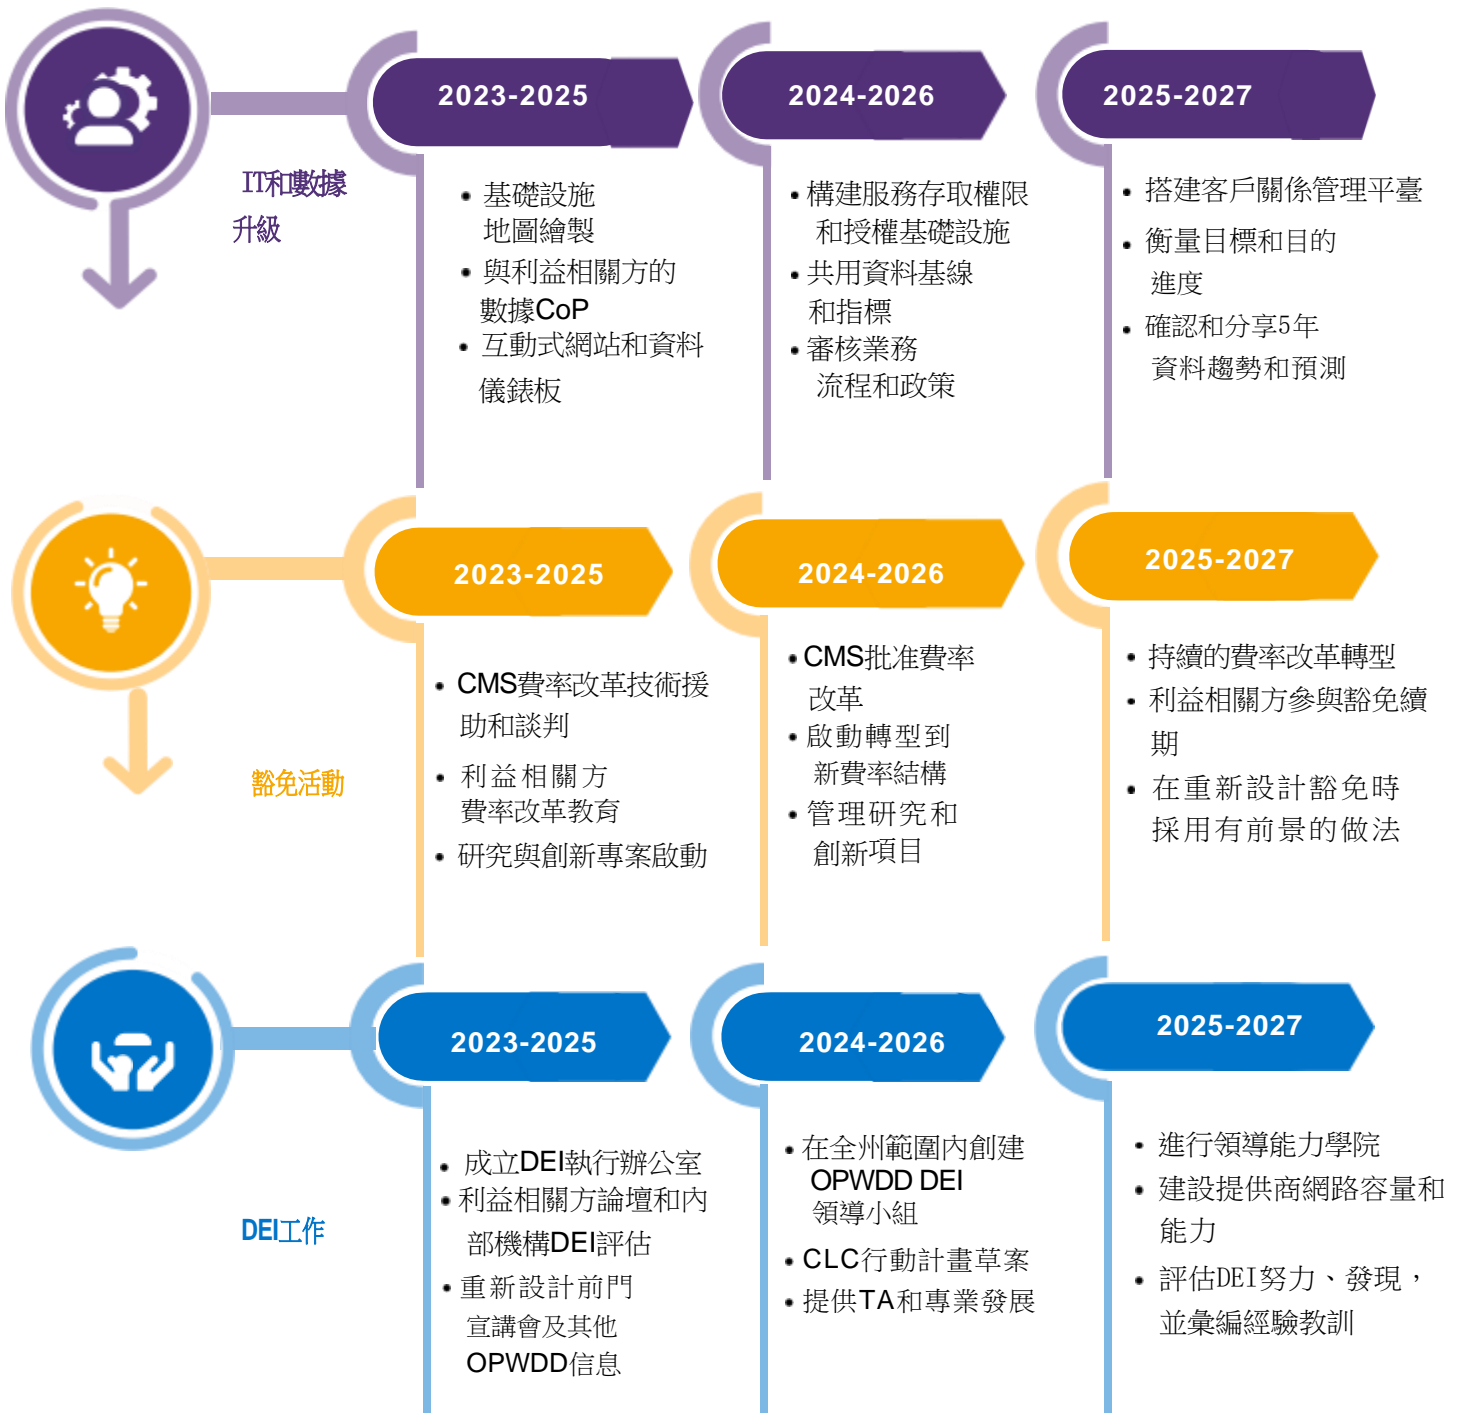 IT和數據
升級
2023-2025
• 基礎設施
地圖繪製
• 與利益相關方的
數據CoP
• 互動式網站和資料
儀錶板
2024-2026
• 構建服務存取權限
和授權基礎設施
• 共用資料基線
和指標
• 審核業務
流程和政策
2025-2027
• 搭建客戶關係管理平臺
• 衡量目標和目的
進度
• 確認和分享5年
資料趨勢和預測
豁免活動
2023-2025
• CMS費率改革技術援
助和談判
• 利益相關方
費率改革教育
• 研究與創新專案啟動
2024-2026
• CMS批准費率
改革
• 啟動轉型到
新費率結構
• 管理研究和
創新項目
2025-2027
• 持續的費率改革轉型
• 利益相關方參與豁免續
期
• 在重新設計豁免時
採用有前景的做法
DEI工作
2023-2025
• 成立DEI執行辦公室
• 利益相關方論壇和內
部機構DEI評估
• 重新設計前門
宣講會及其他
OPWDD信息
2024-2026
• 在全州範圍內創建
OPWDD DEI
領導小組
• CLC行動計畫草案
• 提供TA和專業發展
2025-2027
• 進行領導能力學院
• 建設提供商網路容量和
能力
• 評估DEI努力、發現，
並彙編經驗教訓